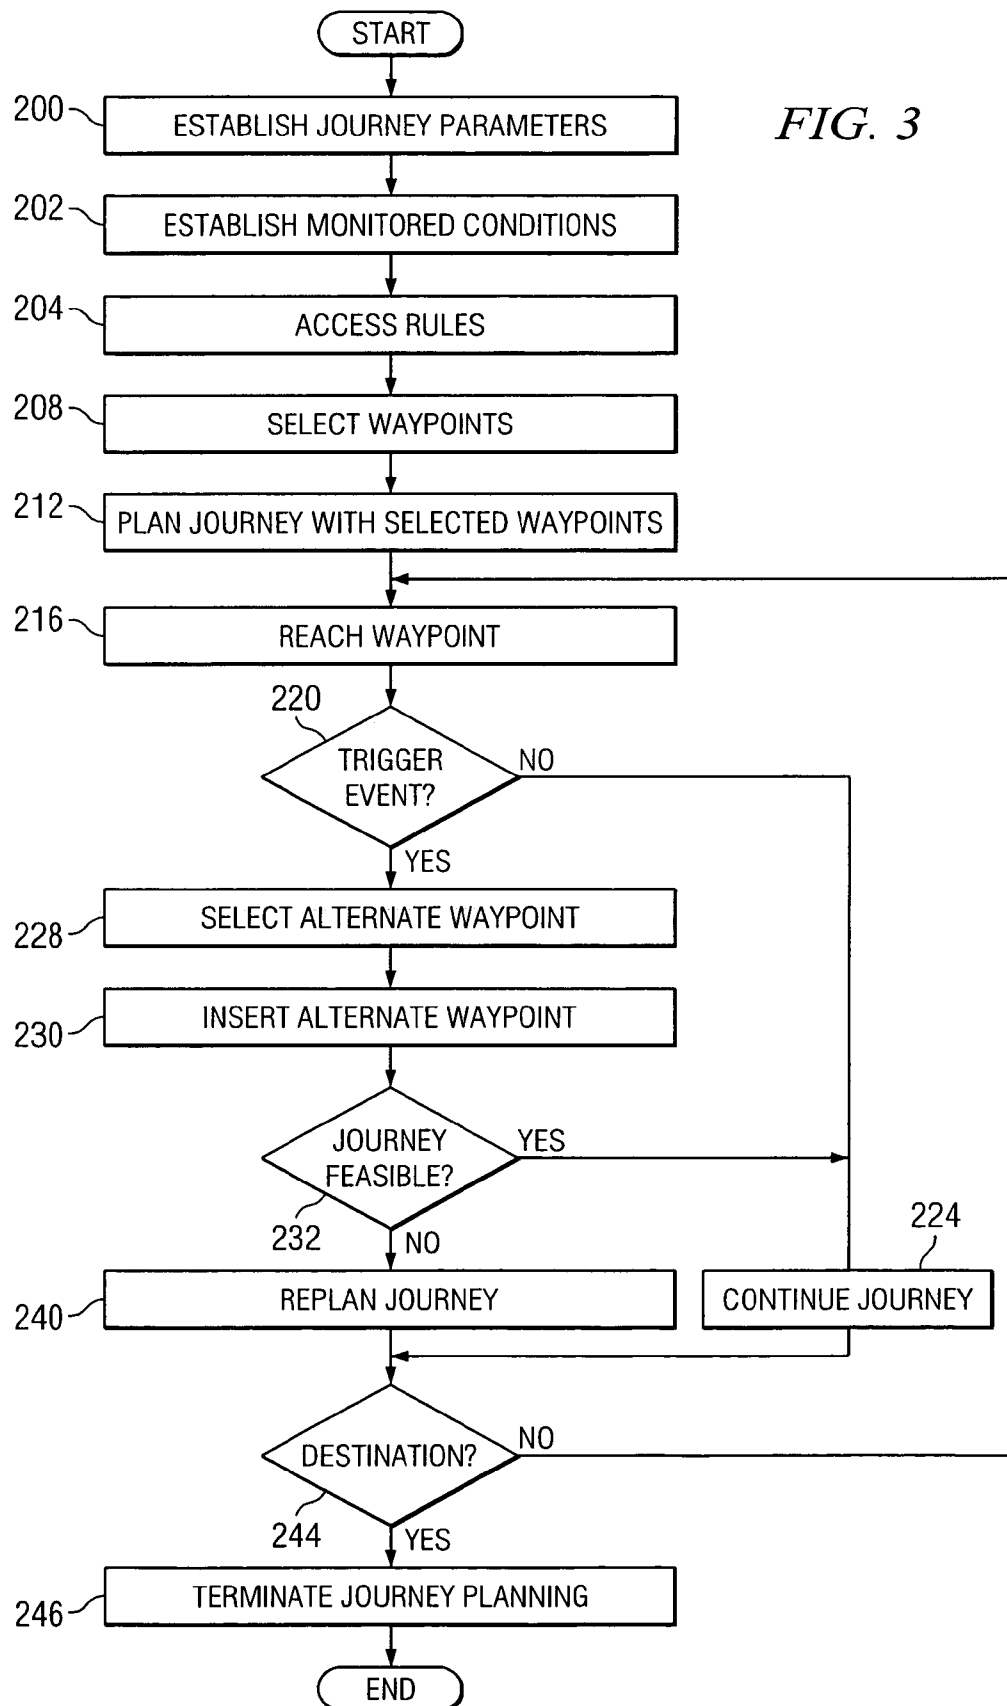 START
FIG. 3
200
ESTABLISH JOURNEY PARAMETERS
202
ESTABLISH MONITORED CONDITIONS
204
ACCESS RULES
208
SELECT WAYPOINTS
212
PLAN JOURNEY WITH SELECTED WAYPOINTS
216
REACH WAYPOINT
220
TRIGGER
EVENT?
NO
YES
228
SELECT ALTERNATE WAYPOINT
230
INSERT ALTERNATE WAYPOINT
JOURNEY
FEASIBLE?
YES
232
NO
224
240
REPLAN JOURNEY
CONTINUE JOURNEY
DESTINATION?
NO
244
YES
246
TERMINATE JOURNEY PLANNING
END